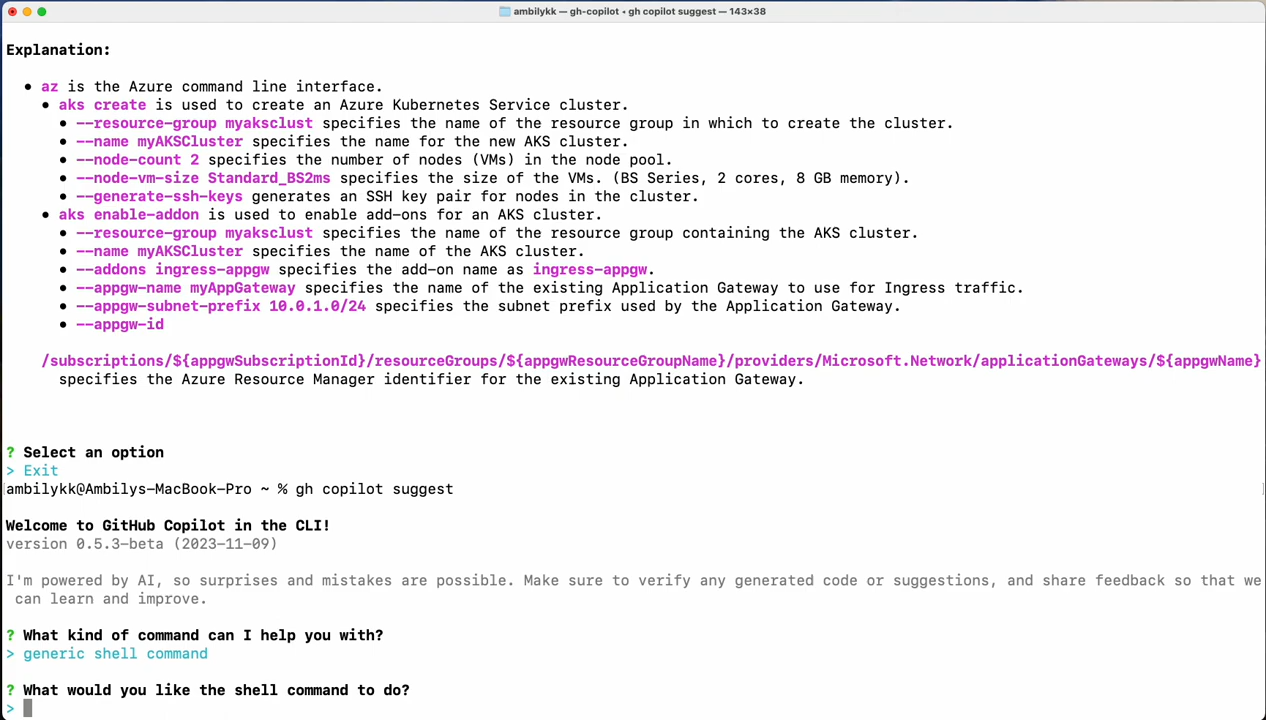 ambilykk — gh-copilot • gh copilot suggest — 143×38
Explanation:
• az is the Azure command line interface.
• aks create is used to create an Azure Kubernetes Service cluster.
• --resource-group myaksclust specifies the name of the resource group in which to create the cluster.
• --name myAKSCluster specifies the name for the new AKS cluster.
• --node-count 2 specifies the number of nodes (VMs) in the node pool.
• --node-vm-size Standard_BS2ms specifies the size of the VMs. (BS Series, 2 cores, 8 GB memory).
• --generate-ssh-keys generates an SSH key pair for nodes in the cluster.
• aks enable-addon is used to enable add-ons for an AKS cluster.
• --resource-group myaksclust specifies the name of the resource group containing the AKS cluster.
• --name myAKSCluster specifies the name of the AKS cluster.
• --addons ingress-appgw specifies the add-on name as ingress-appgw.
• --appgw-name myAppGateway specifies the name of the existing Application Gateway to use for Ingress traffic.
• --appgw-subnet-prefix 10.0.1.0/24 specifies the subnet prefix used by the Application Gateway.
• --appgw-id
/subscriptions/${appgwSubscriptionId}/resourceGroups/${appgwResourceGroupName}/providers/Microsoft.Network/applicationGateways/${appgwName}
specifies the Azure Resource Manager identifier for the existing Application Gateway.
? Select an option
> Exit
ambilykk@Ambilys-MacBook-Pro ~ % gh copilot suggest
Welcome to GitHub Copilot in the CLI!
version 0.5.3-beta (2023-11-09)
I'm powered by AI, so surprises and mistakes are possible. Make sure to verify any generated code or suggestions, and share feedback so that we
can learn and improve.
? What kind of command can I help you with?
> generic shell command
? What would you like the shell command to do?
>